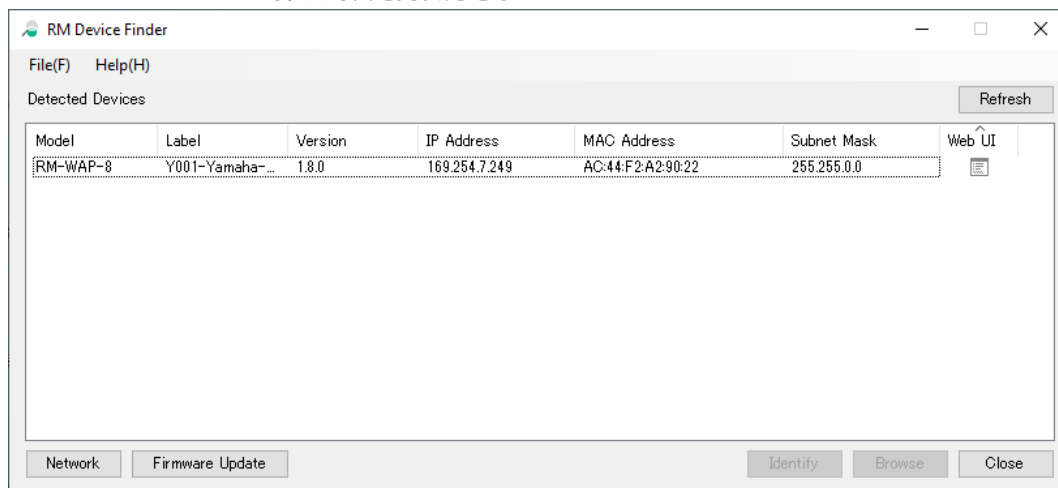 RM Device Finder
File(F) Help(H)
Detected Devices Refresh
Model Label Version IP Address MAC Address Subnet Mask Web UI
RM-WAP-8 Y001-Yamaha-... 1.8.0 169.254.7.249 AC:44:F2:A2:90:22 255.255.0.0
Network Firmware Update Identify Browse Close